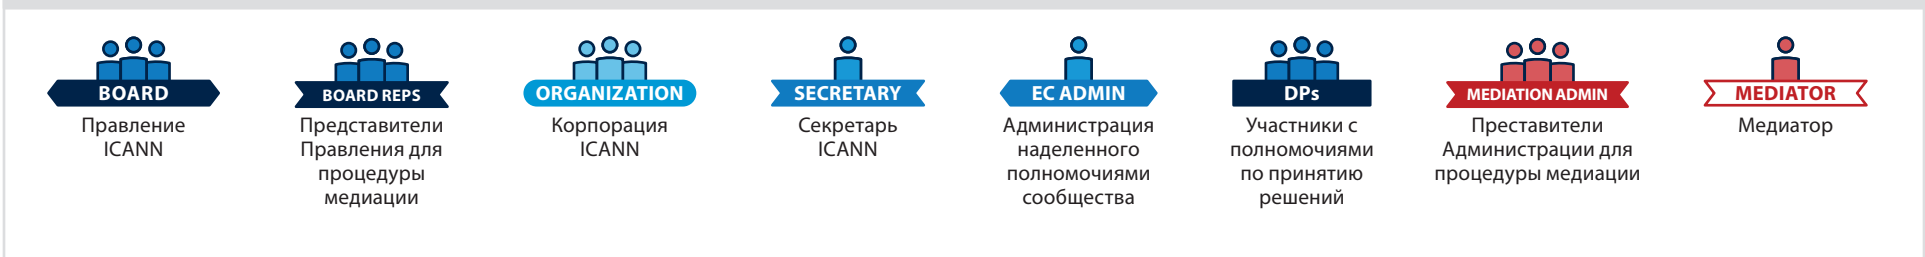 BOARD
Правление
ICANN
BOARD REPS
Представители
Правления для
процедуры
медиации
ORGANIZATION
Корпорация
ICANN
SECRETARY
Секретарь
ICANN
EC ADMIN
Администрация
наделенного
полномочиями
сообщества
DPs
Участники с
полномочиями
по принятию
решений
MEDIATION ADMIN
Преставители
Администрации для
процедуры медиации
MEDIATOR
Медиатор